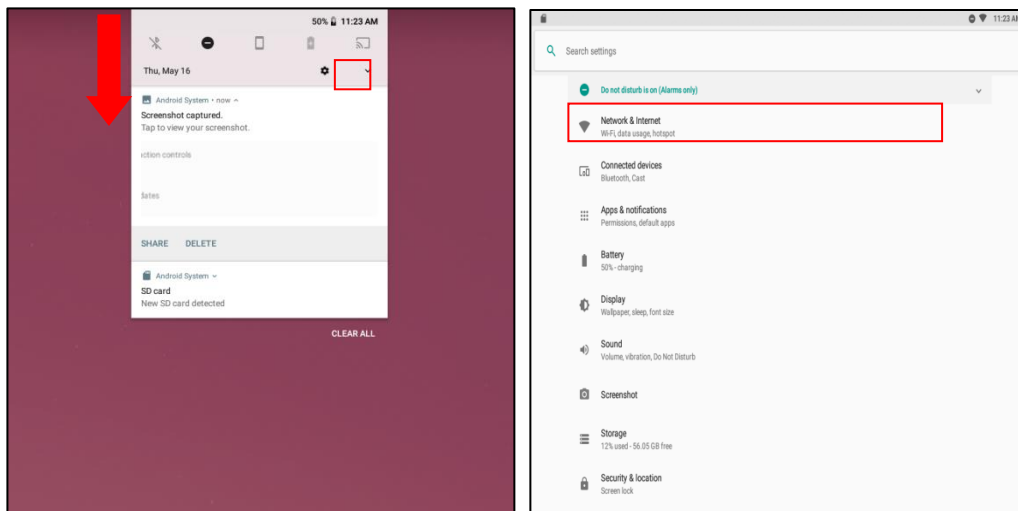 50% 11:23 AM
Thu, May 16
Android System • now
Screenshot captured.
Tap to view your screenshot.
iction controls
lates
SHARE DELETE
Android System
SD card
New SD card detected
CLEAR ALL
11:23 AM
Search settings
Do not disturb is on (Alarms only)
Network & Internet
Wi-Fi, data usage, hotspot
Connected devices
Bluetooth, Cast
Apps & notifications
Permissions, default apps
Battery
50% - charging
Display
Wallpaper, sleep, font size
Sound
Volume, vibration, Do Not Disturb
Screenshot
Storage
12% used - 56.05 GB free
Security & location
Screen lock